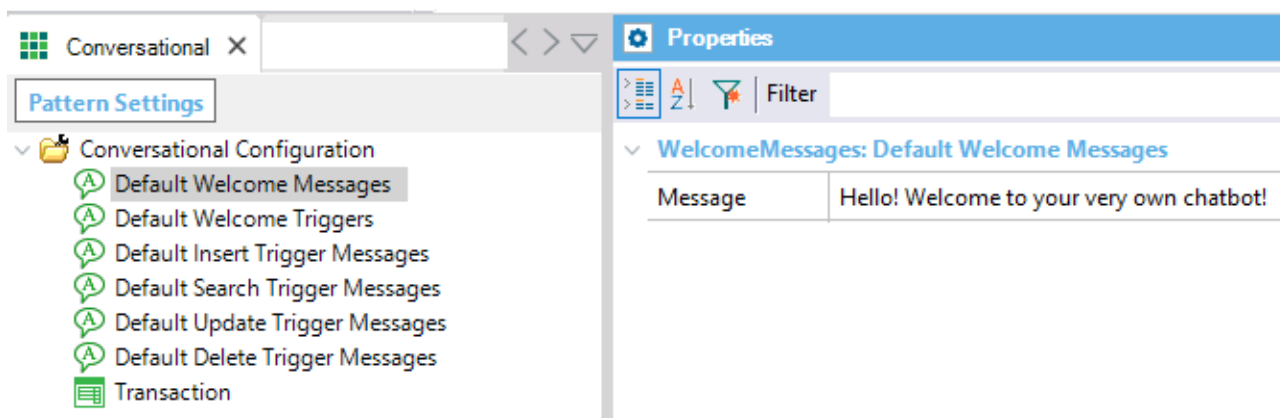 Conversational
Pattern Settings
Conversational Configuration
Default Welcome Messages
Default Welcome Triggers
Default Insert Trigger Messages
Default Search Trigger Messages
Default Update Trigger Messages
Default Delete Trigger Messages
Transaction
Properties
A
Z
Filter
WelcomeMessages: Default Welcome Messages
Message Hello! Welcome to your very own chatbot!